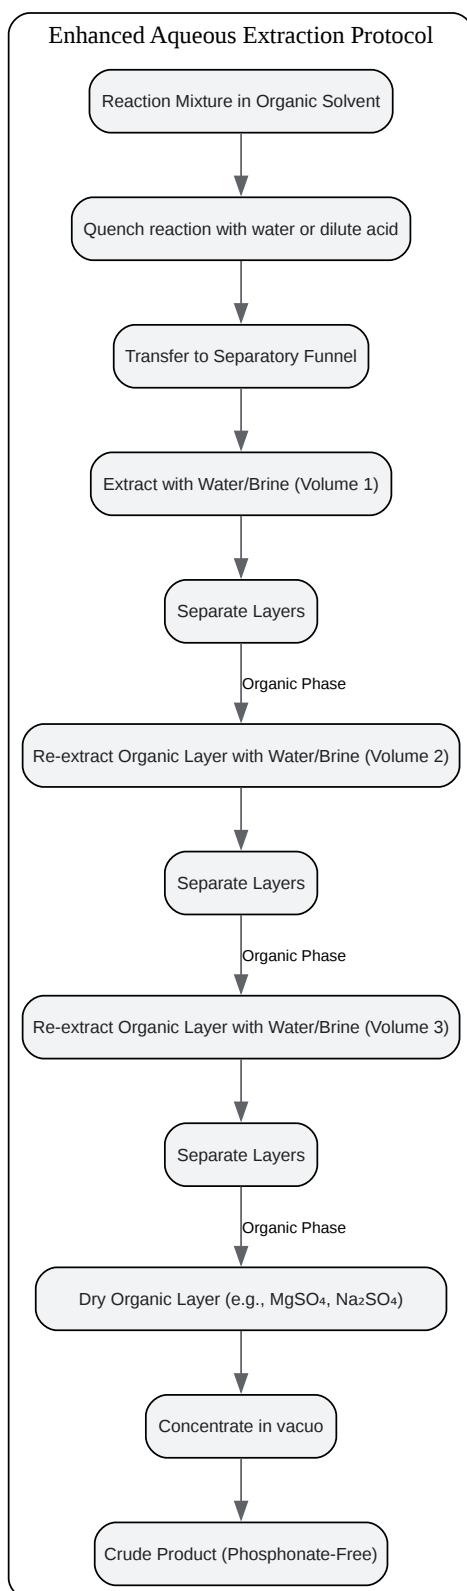 Enhanced Aqueous Extraction Protocol
Reaction Mixture in Organic Solvent
Quench reaction with water or dilute acid
Transfer to Separatory Funnel
Extract with Water/Brine (Volume 1)
Separate Layers
Organic Phase
Re-extract Organic Layer with Water/Brine (Volume 2)
Separate Layers
Organic Phase
Re-extract Organic Layer with Water/Brine (Volume 3)
Separate Layers
Organic Phase
Dry Organic Layer (e.g., MgSO₄, Na₂SO₄)
Concentrate in vacuo
Crude Product (Phosphonate-Free)